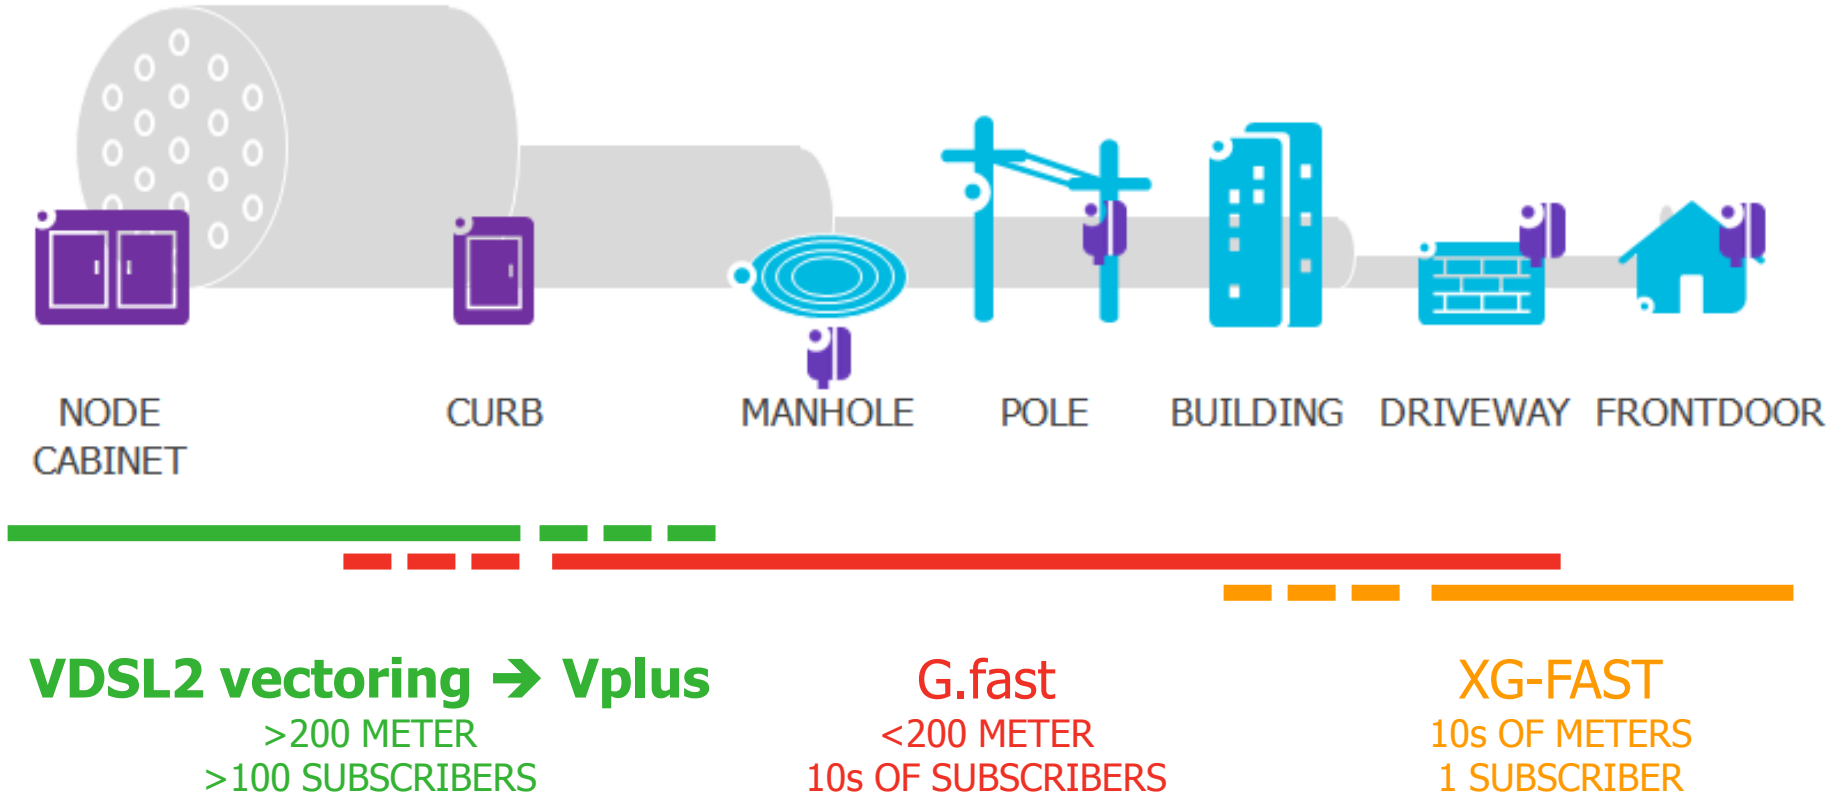 NODE
CABINET
CURB
MANHOLE
POLE
BUILDING
DRIVEWAY
FRONTDOOR
VDSL2 vectoring ➔ Vplus
>200 METER
>100 SUBSCRIBERS
G.fast
<200 METER
10s OF SUBSCRIBERS
XG-FAST
10s OF METERS
1 SUBSCRIBER